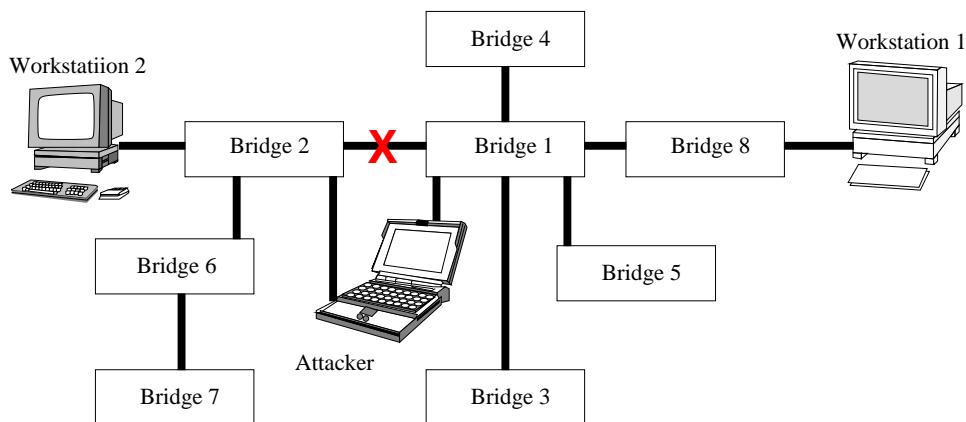 Bridge 4
Workstation 1
Workstatiion 2
Bridge 2
X
Bridge 1
Bridge 8
Bridge 6
Bridge 5
Attacker
Bridge 7
Bridge 3